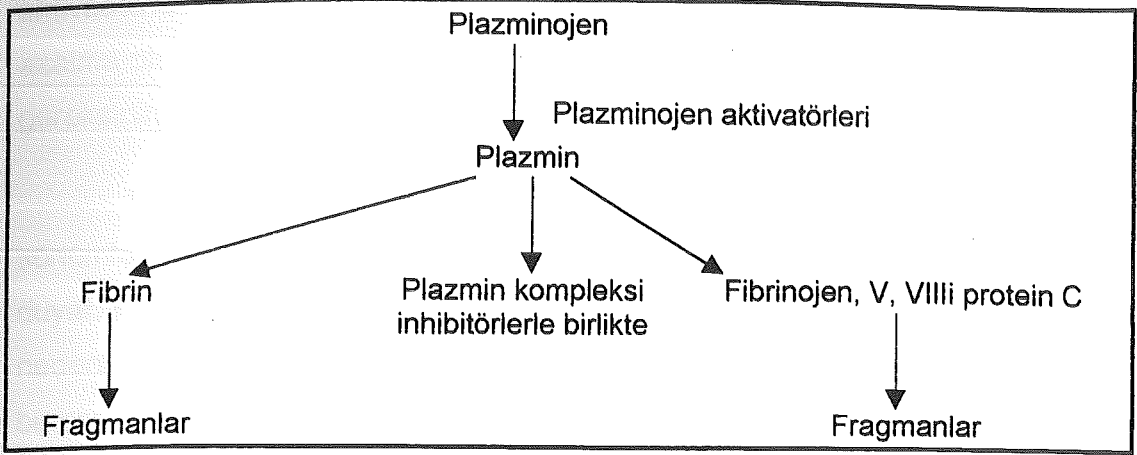 Plazminojen
Plazminojen aktivatörleri
Plazmin
Fibrin
Plazmin kompleksi
inhibitörlerle birlikte
Fibrinojen, V, VIIIi protein C
Fragmanlar
Fragmanlar